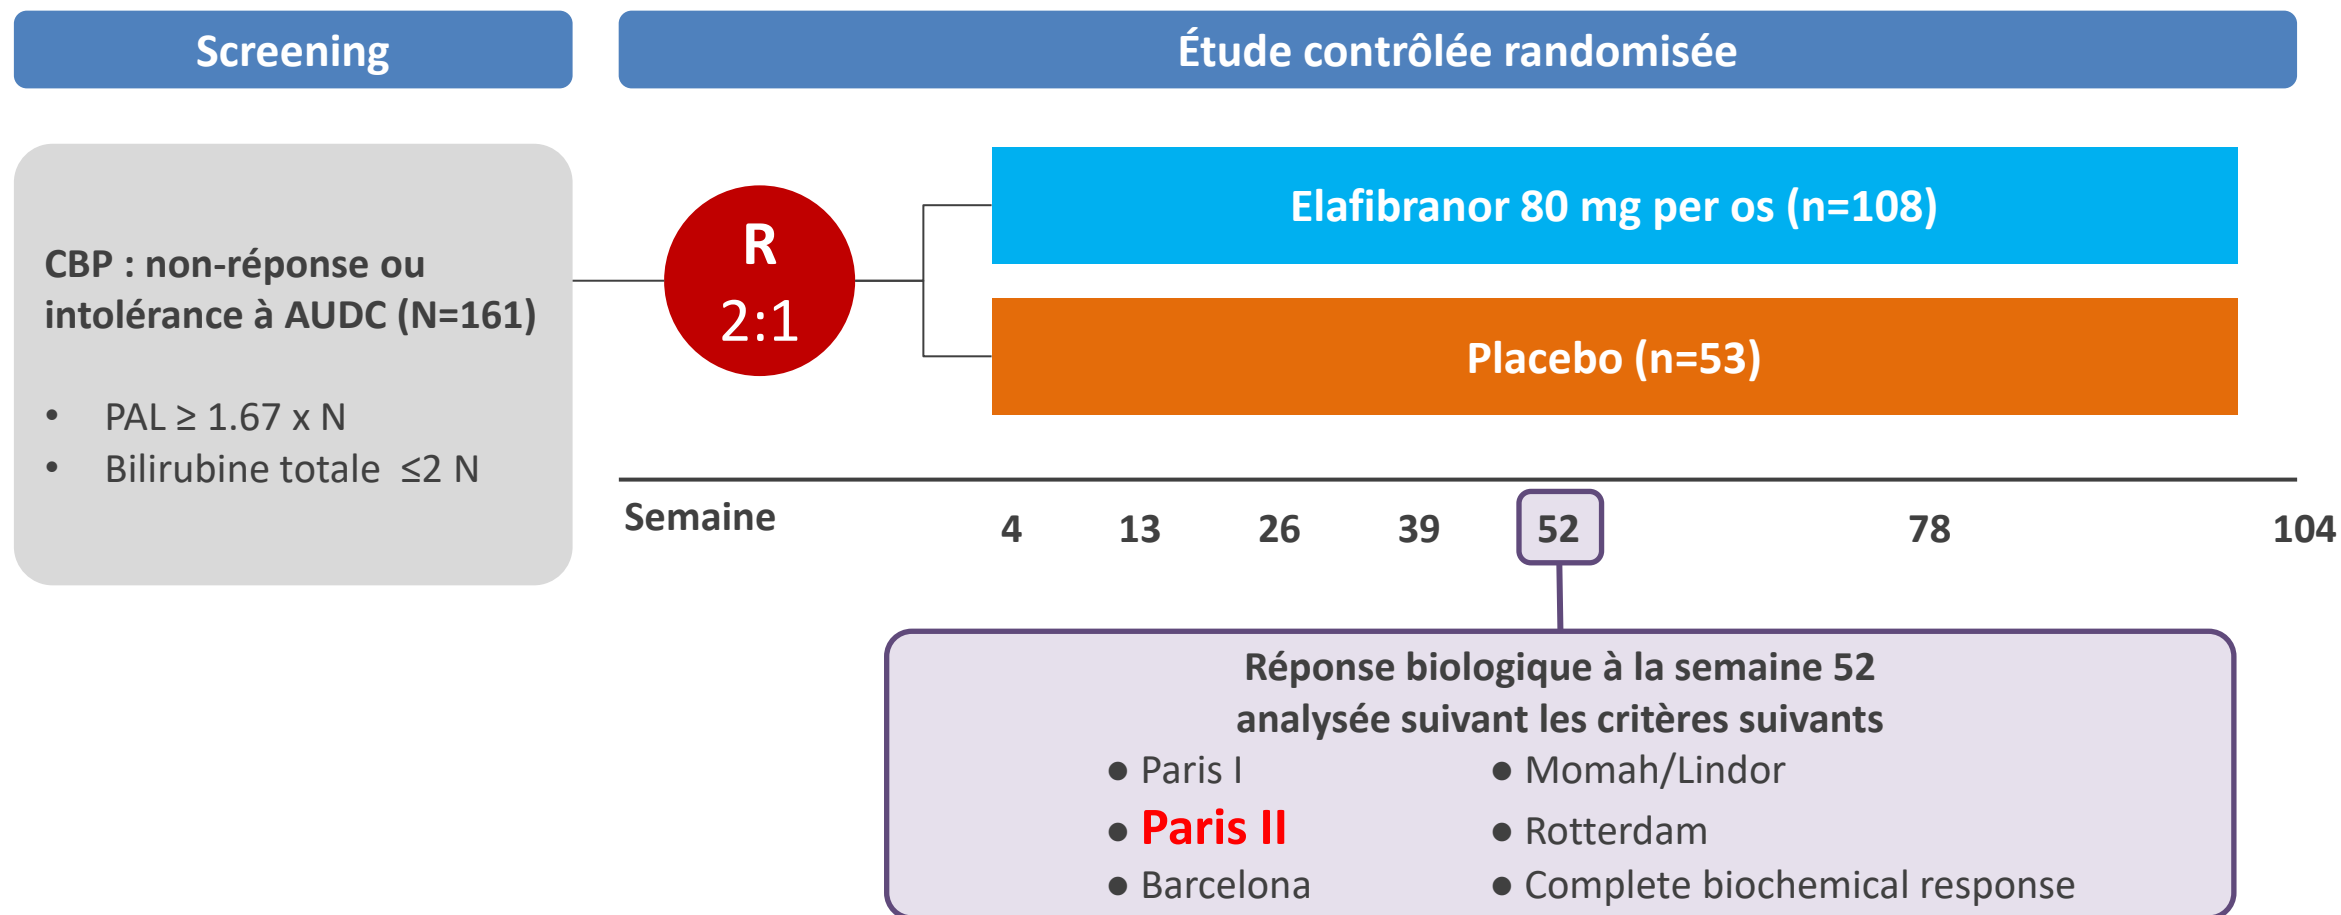 Screening
Étude contrôlée randomisée
CBP : non-réponse ou
intolérance à AUDC (N=161)
• PAL ≥ 1.67 x N
• Bilirubine totale ≤2 N
R
2:1
Elafibranor 80 mg per os (n=108)
Placebo (n=53)
Semaine 4 13 26 39 52 78 104
Réponse biologique à la semaine 52
analysée suivant les critères suivants
● Paris I
● Paris II
● Barcelona
● Momah/Lindor
● Rotterdam
● Complete biochemical response